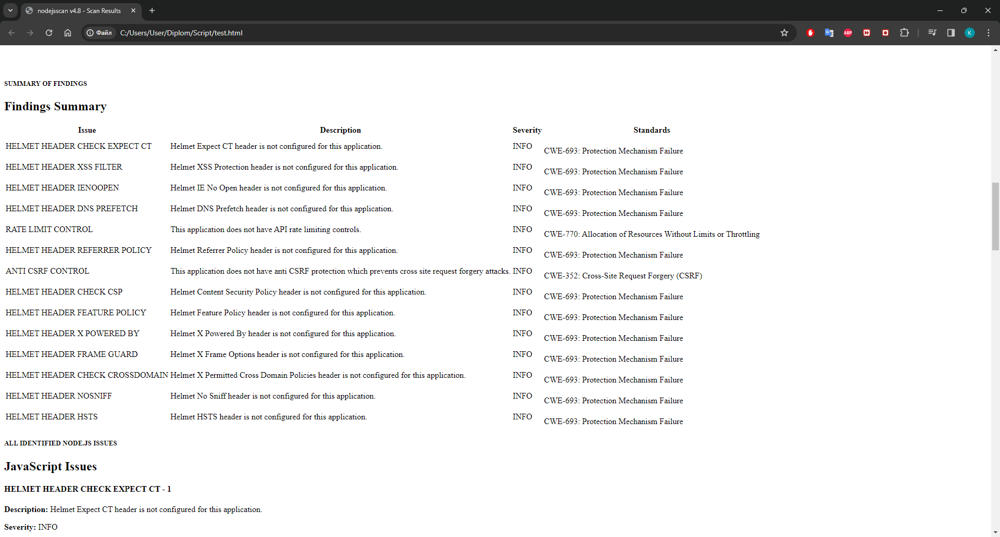 nodejsscan v4.8 - Scan Results
Файл C:/Users/User/Diplom/Script/test.html
ABP
K
SUMMARY OF FINDINGS
Findings Summary
Issue Description Severity Standards
HELMET HEADER CHECK EXPECT CT Helmet Expect CT header is not configured for this application. INFO CWE-693: Protection Mechanism Failure
HELMET HEADER XSS FILTER Helmet XSS Protection header is not configured for this application. INFO CWE-693: Protection Mechanism Failure
HELMET HEADER IENOOPEN Helmet IE No Open header is not configured for this application. INFO CWE-693: Protection Mechanism Failure
HELMET HEADER DNS PREFETCH Helmet DNS Prefetch header is not configured for this application. INFO CWE-693: Protection Mechanism Failure
RATE LIMIT CONTROL This application does not have API rate limiting controls. INFO CWE-770: Allocation of Resources Without Limits or Throttling
HELMET HEADER REFERRER POLICY Helmet Referrer Policy header is not configured for this application. INFO CWE-693: Protection Mechanism Failure
ANTI CSRF CONTROL This application does not have anti CSRF protection which prevents cross site request forgery attacks. INFO CWE-352: Cross-Site Request Forgery (CSRF)
HELMET HEADER CHECK CSP Helmet Content Security Policy header is not configured for this application. INFO CWE-693: Protection Mechanism Failure
HELMET HEADER FEATURE POLICY Helmet Feature Policy header is not configured for this application. INFO CWE-693: Protection Mechanism Failure
HELMET HEADER X POWERED BY Helmet X Powered By header is not configured for this application. INFO CWE-693: Protection Mechanism Failure
HELMET HEADER FRAME GUARD Helmet X Frame Options header is not configured for this application. INFO CWE-693: Protection Mechanism Failure
HELMET HEADER CHECK CROSSDOMAIN Helmet X Permitted Cross Domain Policies header is not configured for this application. INFO CWE-693: Protection Mechanism Failure
HELMET HEADER NOSNIFF Helmet No Sniff header is not configured for this application. INFO CWE-693: Protection Mechanism Failure
HELMET HEADER HSTS Helmet HSTS header is not configured for this application. INFO CWE-693: Protection Mechanism Failure
ALL IDENTIFIED NODE.JS ISSUES
JavaScript Issues
HELMET HEADER CHECK EXPECT CT - 1
Description: Helmet Expect CT header is not configured for this application.
Severity: INFO